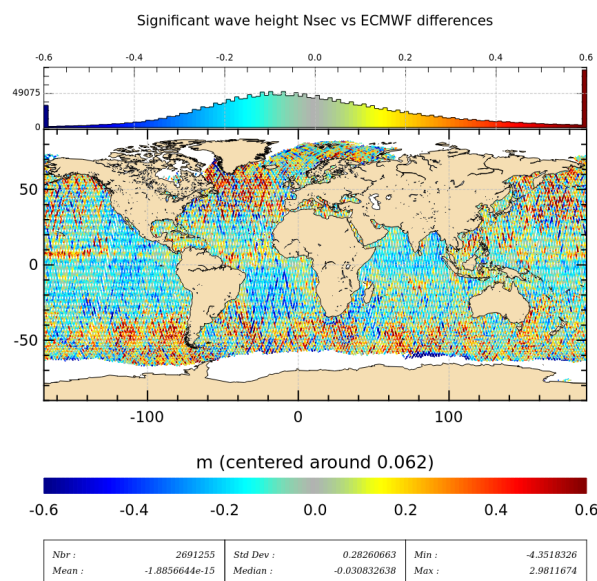 Significant wave height Nsec vs ECMWF differences
-0.6 -0.4 -0.2 0.0 0.2 0.4 0.6
49075
0
50
0
-50
-100 0 100
m (centered around 0.062)
-0.6 -0.4 -0.2 0.0 0.2 0.4 0.6
Nbr : 2691255 Std Dev : 0.28260663 Min : -4.3518326
Mean : -1.8856644e-15 Median : -0.030832638 Max : 2.9811674